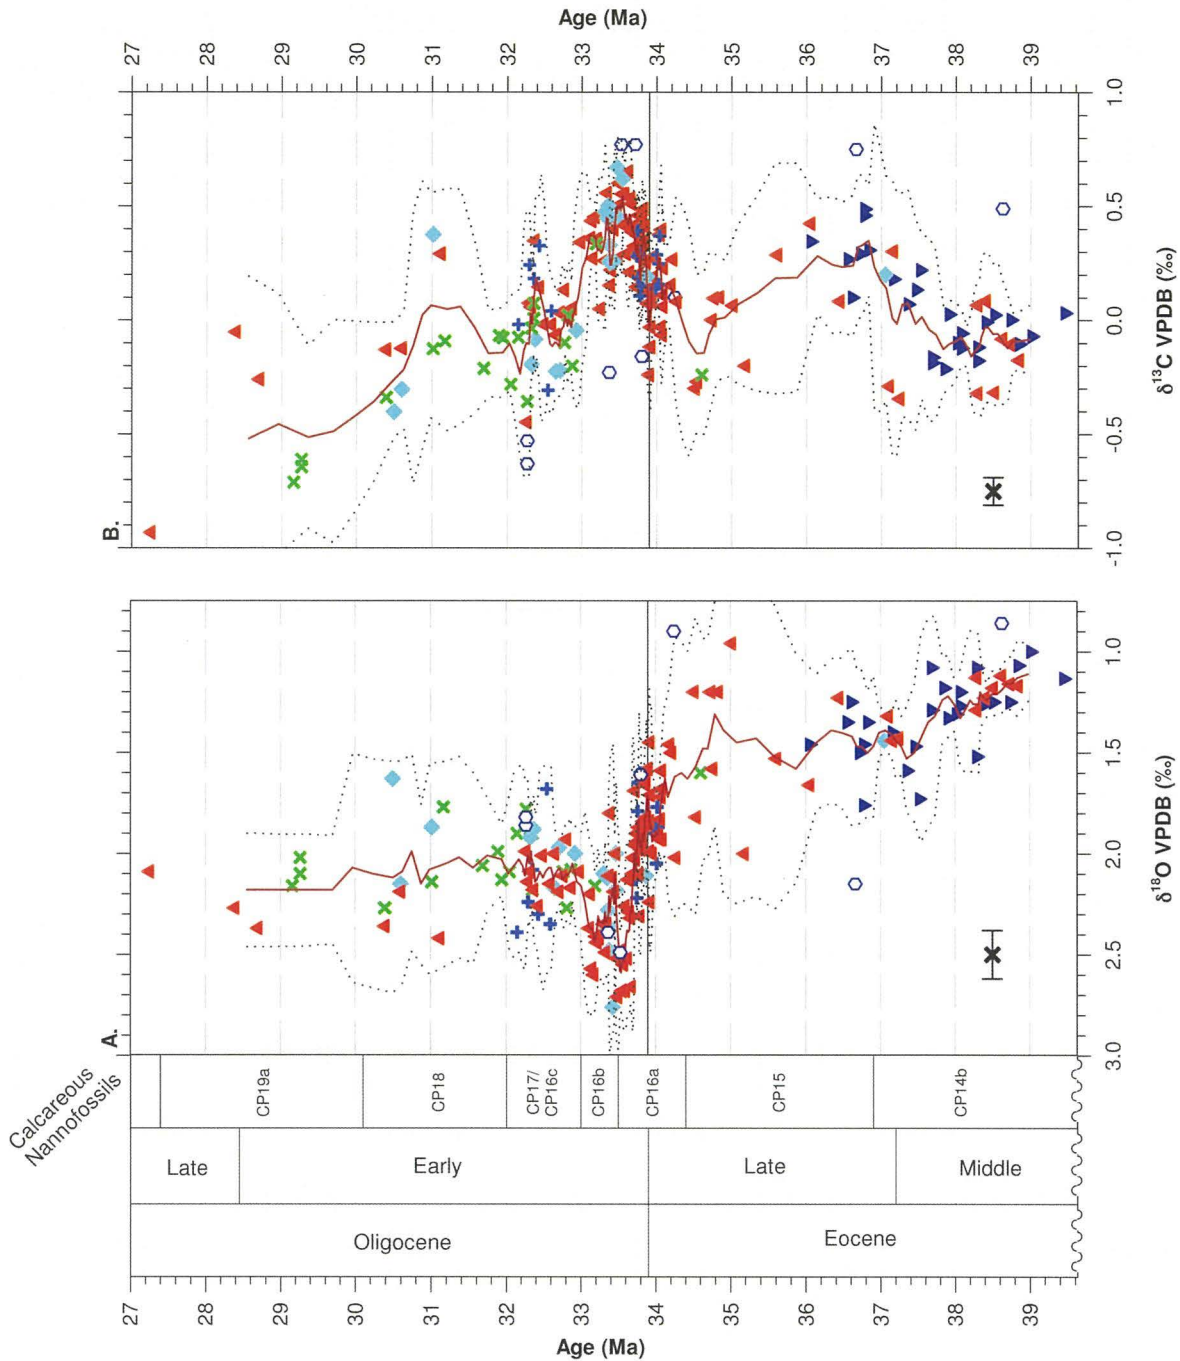 Age (Ma)
27
28
29
30
31
32
33
34
35
36
37
38
39
B.
1.0
0.5
0.0
-0.5
-1.0
δ¹³C VPDB (‰)
A.
1.0
1.5
2.0
2.5
3.0
δ¹⁸O VPDB (‰)
Calcareous
Nannofossils
CP19a
CP18
CP17/
CP16c
CP16b
CP16a
CP15
CP14b
Late
Early
Late
Middle
Oligocene
Eocene
27
28
29
30
31
32
33
34
35
36
37
38
39
Age (Ma)